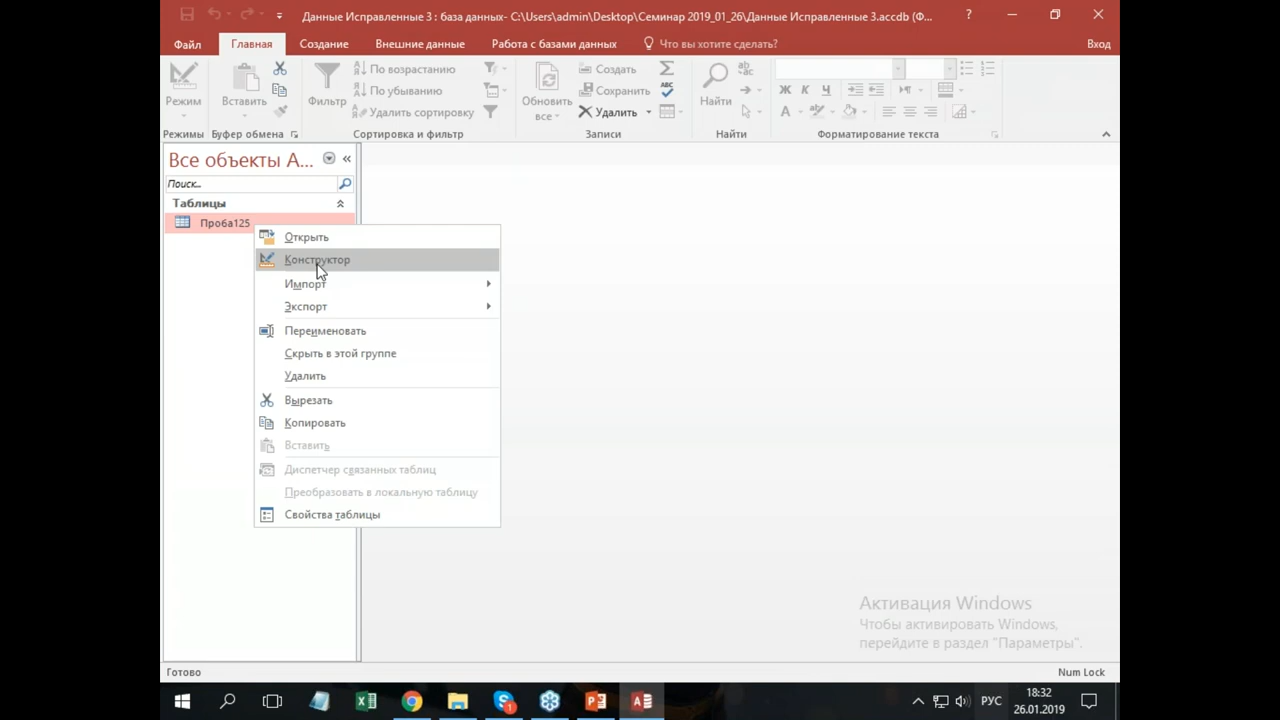 Данные Исправленные 3 : база данных- C:\Users\admin\Desktop\Семинар 2019_01_26\Данные Исправленные 3.accdb (Ф...
?
Файл Главная Создание Внешние данные Работа с базами данных Что вы хотите сделать? Вход
По возрастанию Создать
По убыванию Сохранить
Режим Вставить Фильтр Удалить сортировку Обновить все Удалить Найти Ж К Ч
Режимы Буфер обмена Сортировка и фильтр Записи Найти Форматирование текста
Все объекты A...
Поиск...
Таблицы
Проба125
Открыть
Конструктор
Импорт
Экспорт
Переименовать
Скрыть в этой группе
Удалить
Вырезать
Копировать
Вставить
Диспетчер связанных таблиц
Преобразовать в локальную таблицу
Свойства таблицы
Активация Windows
Чтобы активировать Windows,
перейдите в раздел "Параметры".
Готово Num Lock
РУС 18:32
26.01.2019